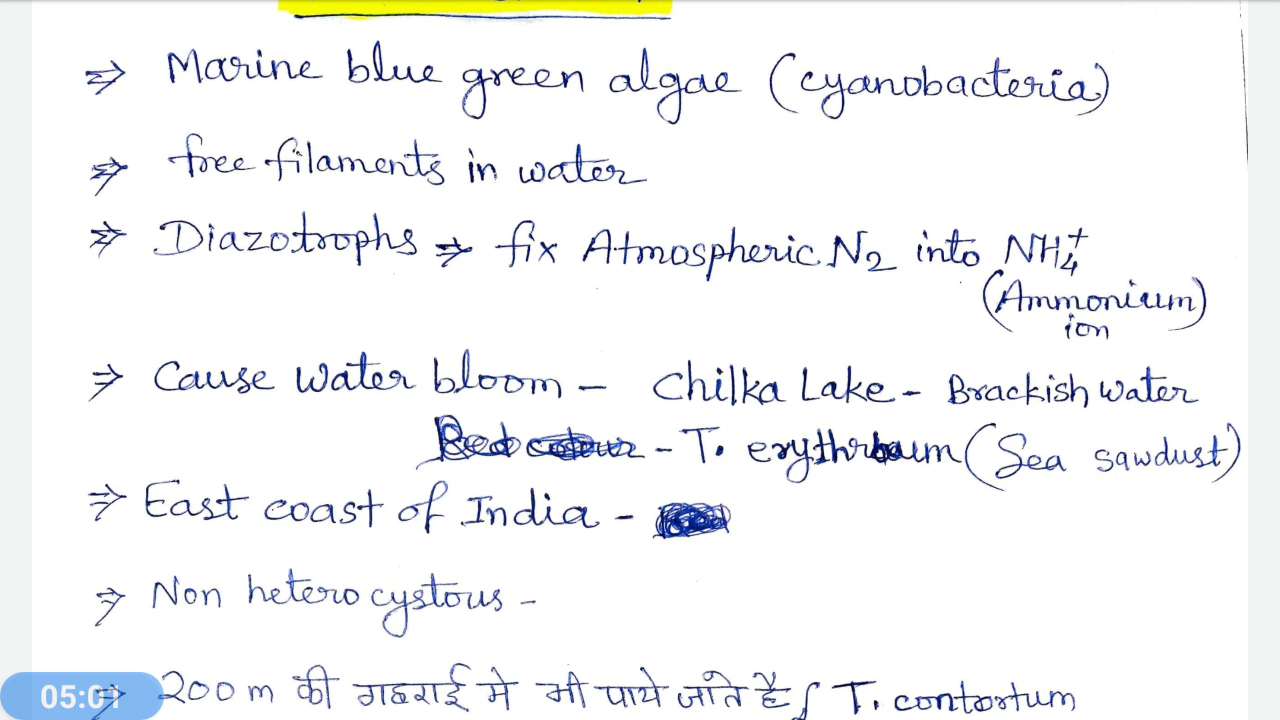 ⇒ Marine blue green algae (cyanobacteria)
⇒ free filaments in water
⇒ Diazotrophs ⇒ fix Atmospheric N₂ into NH₄⁺
(Ammonium)
ion
⇒ Cause water bloom - Chilka Lake - Brackish water
- T. erythraeum (Sea sawdust)
⇒ East coast of India -
⇒ Non heterocystous -
⇒ 200m की गहराई मे भी पाये जाते है ∫ T. contortum
05:01